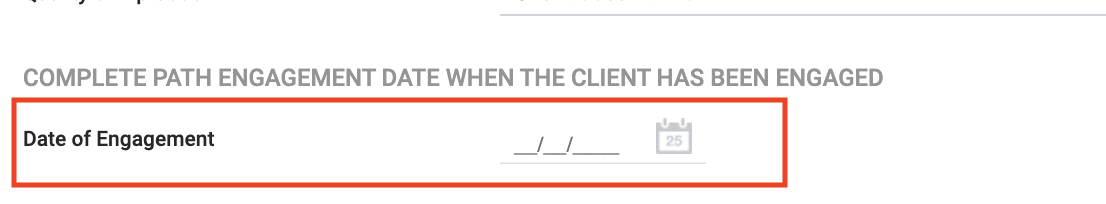 COMPLETE PATH ENGAGEMENT DATE WHEN THE CLIENT HAS BEEN ENGAGED
Date of Engagement __/__/____ 25